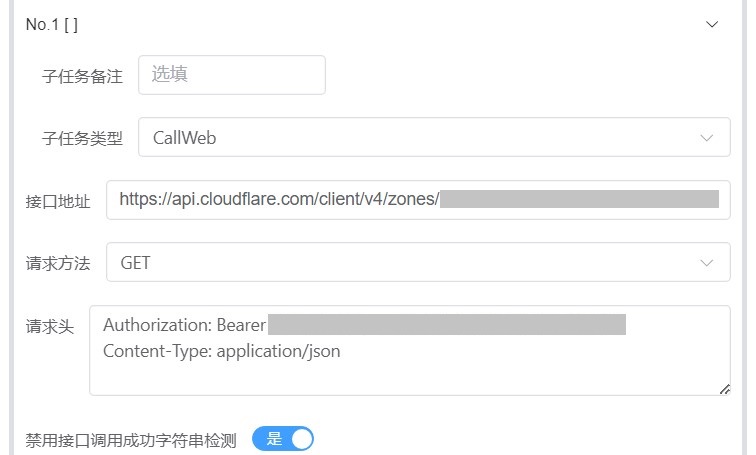 No.1 [ ]
子任务备注 选填
子任务类型 CallWeb
接口地址 https://api.cloudflare.com/client/v4/zones/
请求方法 GET
请求头 Authorization: Bearer
Content-Type: application/json
禁用接口调用成功字符串检测 是